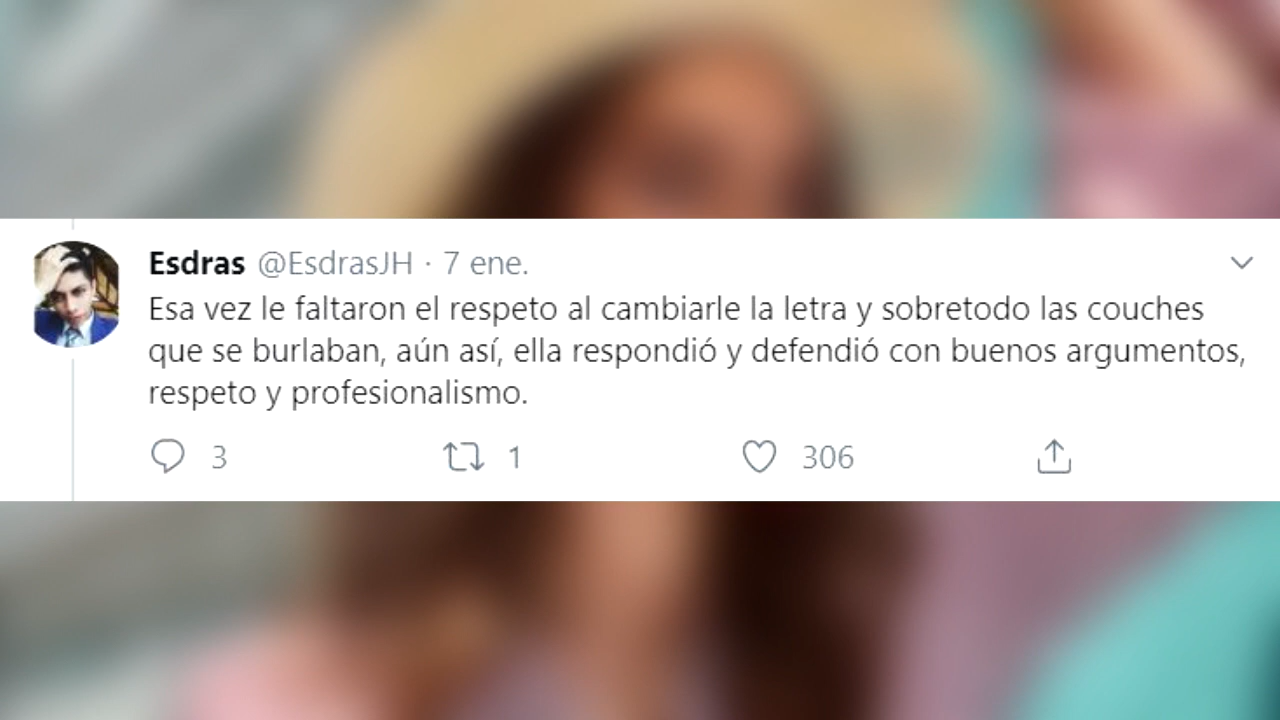 Esdras @EsdrasJH · 7 ene.
Esa vez le faltaron el respeto al cambiarle la letra y sobretodo las couches
que se burlaban, aún así, ella respondió y defendió con buenos argumentos,
respeto y profesionalismo.
3 1 306